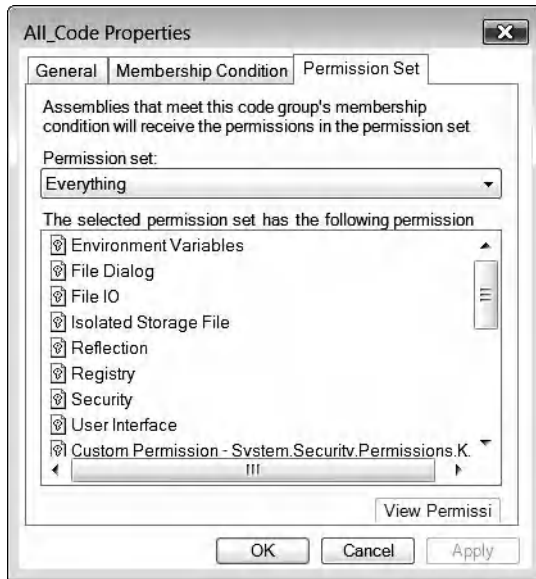 All_Code Properties
General Membership Condition Permission Set
Assemblies that meet this code group's membership
condition will receive the permissions in the permission set
Permission set:
Everything
The selected permission set has the following permission
Environment Variables
File Dialog
File IO
Isolated Storage File
Reflection
Registry
Security
User Interface
Custom Permission - System.Security.Permissions.K.
View Permissi
OK Cancel Apply